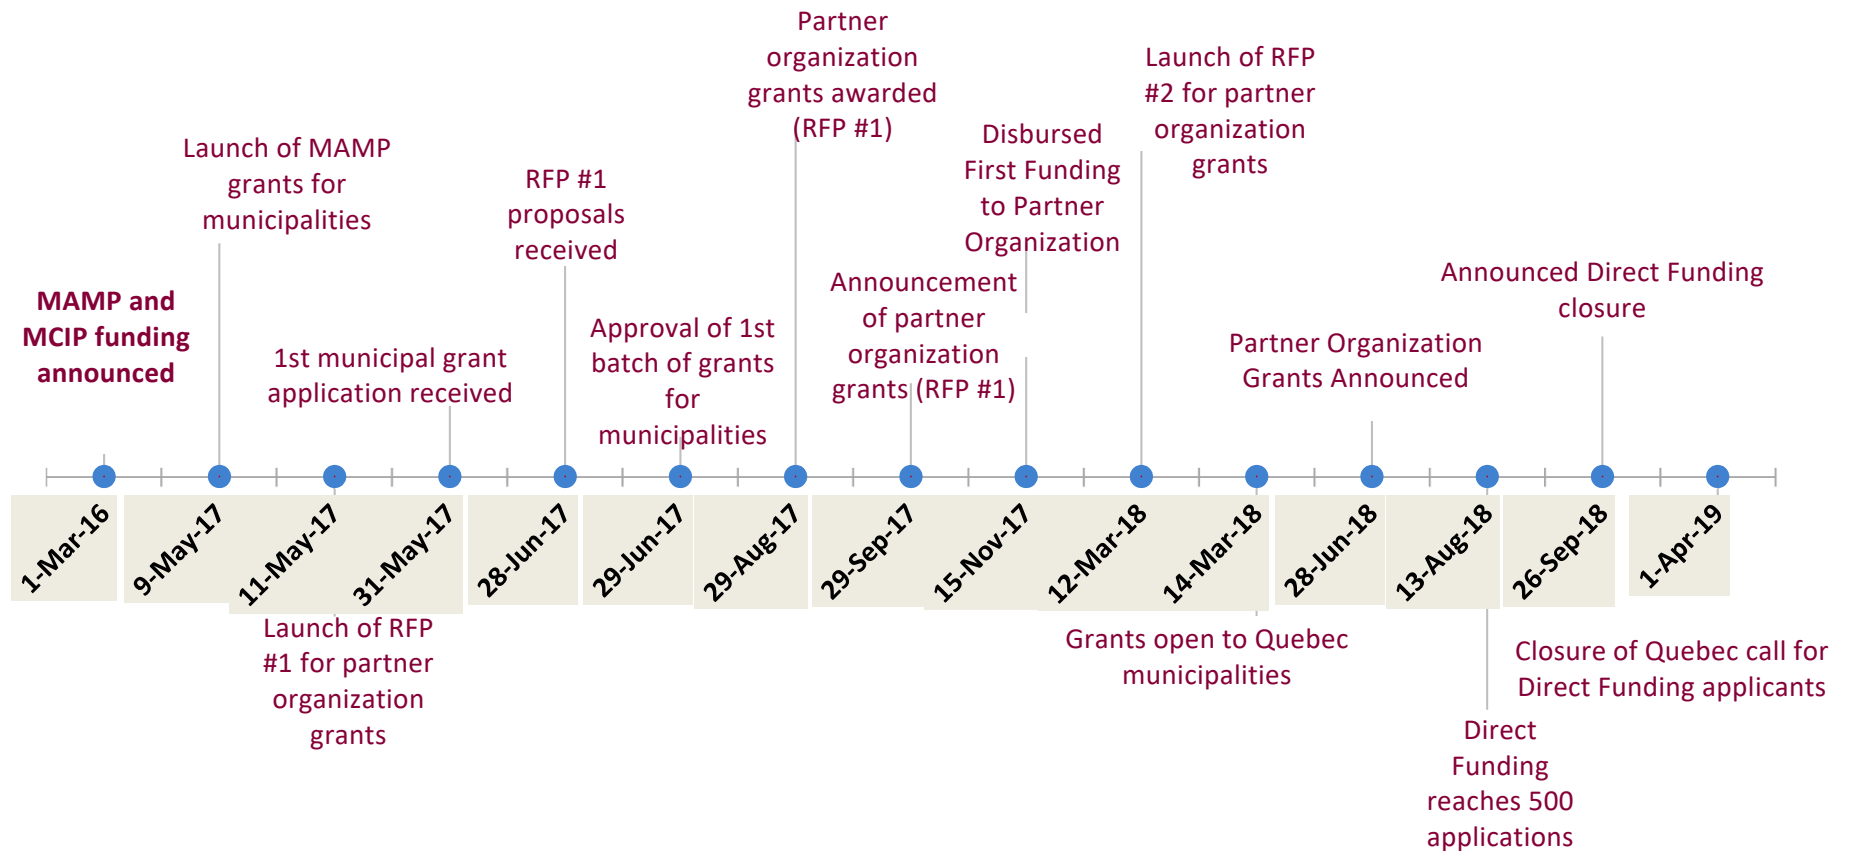 Partner
organization
grants awarded
(RFP #1)
Launch of RFP
#2 for partner
organization
grants
Launch of MAMP
grants for
municipalities
Disbursed
First Funding
to Partner
Organization
RFP #1
proposals
received
MAMP and
MCIP funding
announced
1st municipal grant
application received
Approval of 1st
batch of grants
for
municipalities
Announcement
of partner
organization
grants (RFP #1)
Announced Direct Funding
closure
Partner Organization
Grants Announced
1-Mar-16
9-May-17
11-May-17
31-May-17
28-Jun-17
29-Jun-17
29-Aug-17
29-Sep-17
15-Nov-17
12-Mar-18
14-Mar-18
28-Jun-18
13-Aug-18
26-Sep-18
1-Apr-19
Launch of RFP
#1 for partner
organization
grants
Grants open to Quebec
municipalities
Closure of Quebec call for
Direct Funding applicants
Direct
Funding
reaches 500
applications